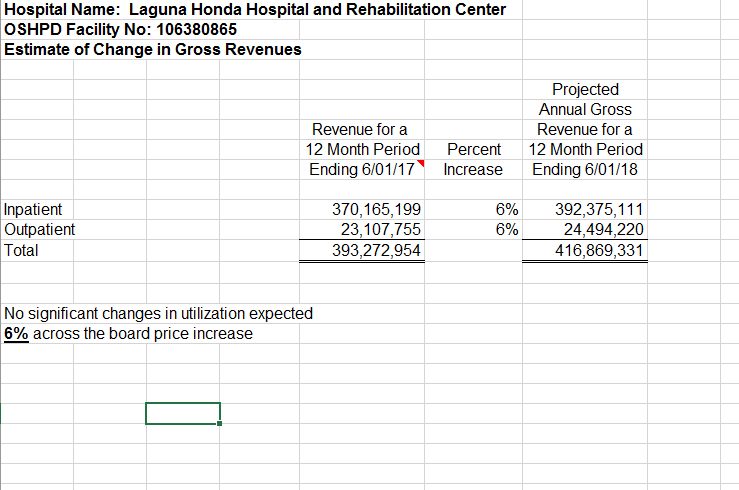 Hospital Name:  Laguna Honda Hospital and Rehabilitation Center
OSHPD Facility No: 106380865
Estimate of Change in Gross Revenues
Projected
Annual Gross
Revenue for a Revenue for a
12 Month Period Percent 12 Month Period
Ending 6/01/17 Increase Ending 6/01/18
Inpatient 370,165,199 6% 392,375,111
Outpatient 23,107,755 6% 24,494,220
Total 393,272,954 416,869,331
No significant changes in utilization expected
6% across the board price increase